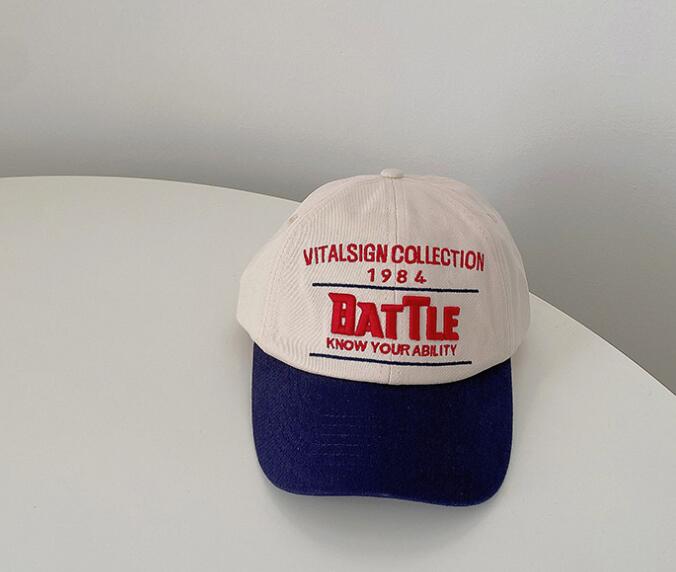 VITALSIGN COLLECTION
1984
BATTLE
KNOW YOUR ABILITY